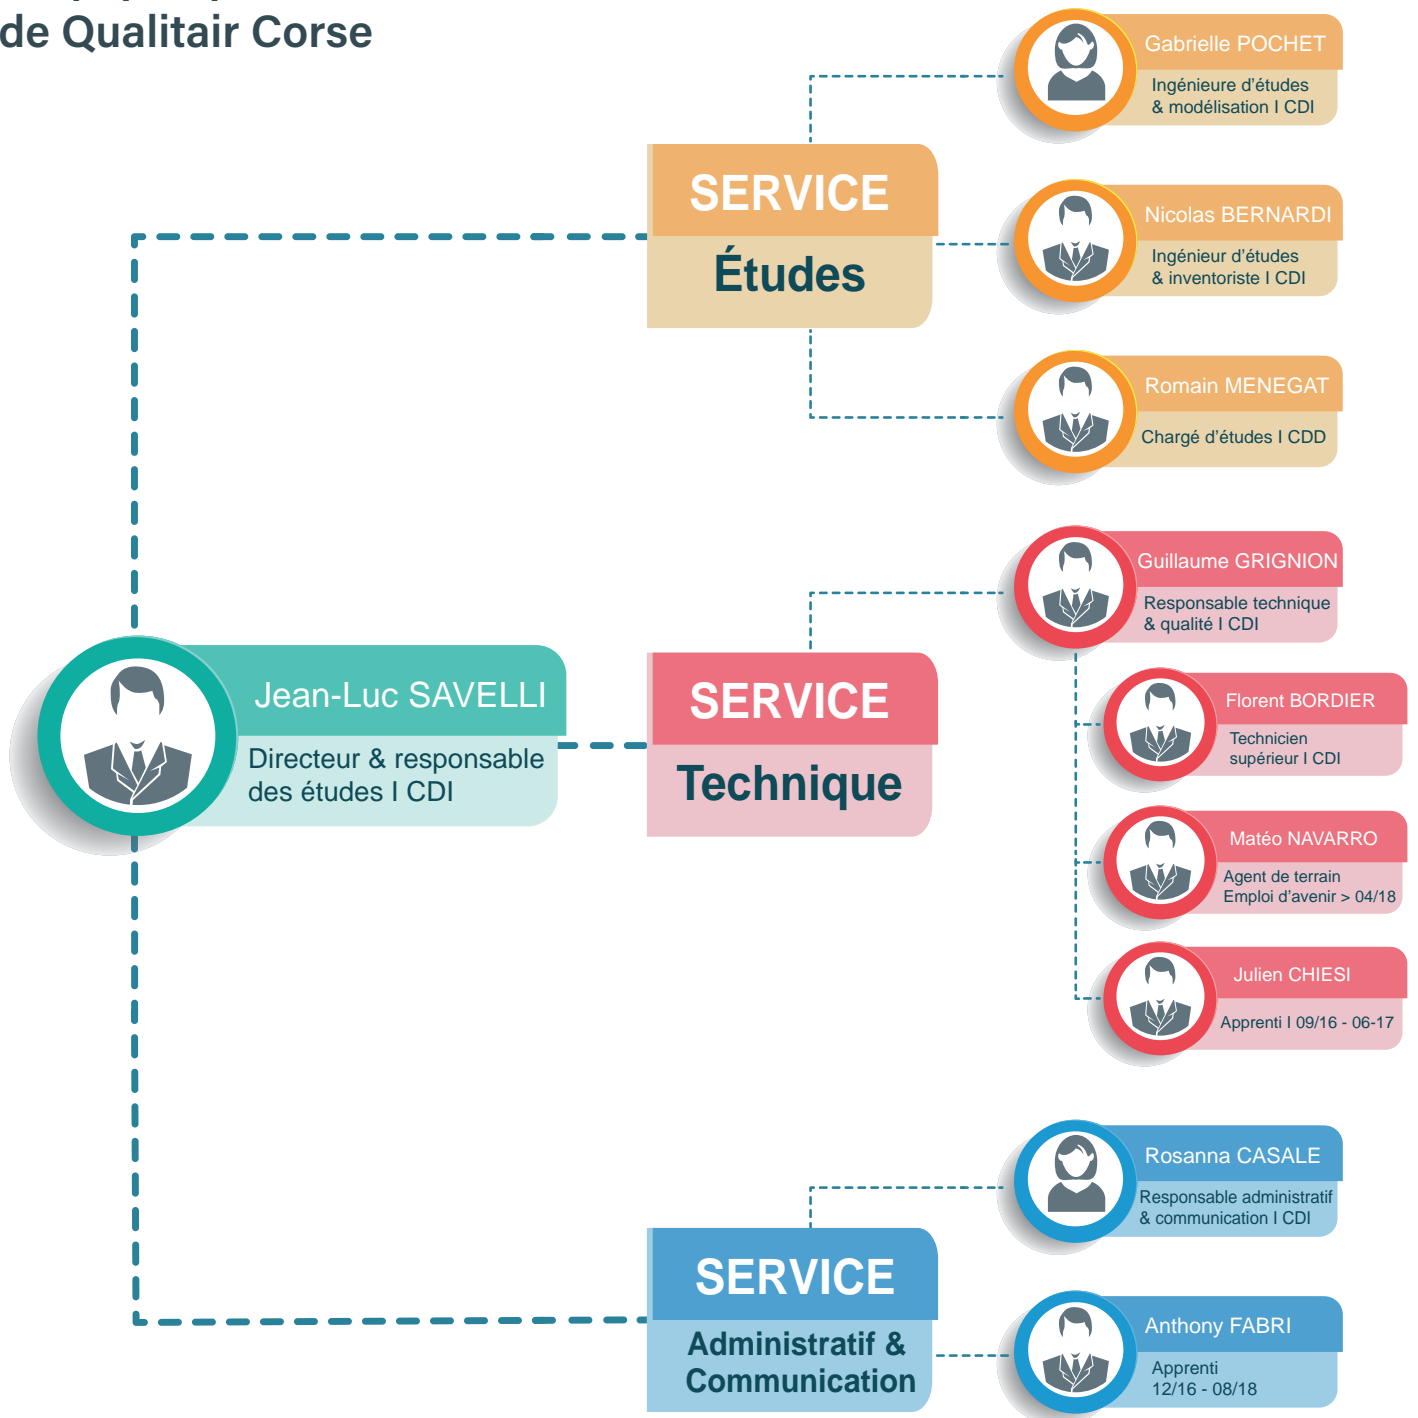 de Qualitair Corse
Gabrielle POCHET
Ingénieure d'études
& modélisation I CDI
SERVICE
Études
Nicolas BERNARDI
Ingénieur d'études
& inventoriste I CDI
Romain MENEGAT
Chargé d'études I CDD
Jean-Luc SAVELLI
Directeur & responsable
des études I CDI
SERVICE
Technique
Guillaume GRIGNION
Responsable technique
& qualité I CDI
Florent BORDIER
Technicien
supérieur I CDI
Matéo NAVARRO
Agent de terrain
Emploi d'avenir > 04/18
Julien CHIESI
Apprenti I 09/16 - 06-17
SERVICE
Administratif &
Communication
Rosanna CASALE
Responsable administratif
& communication I CDI
Anthony FABRI
Apprenti
12/16 - 08/18